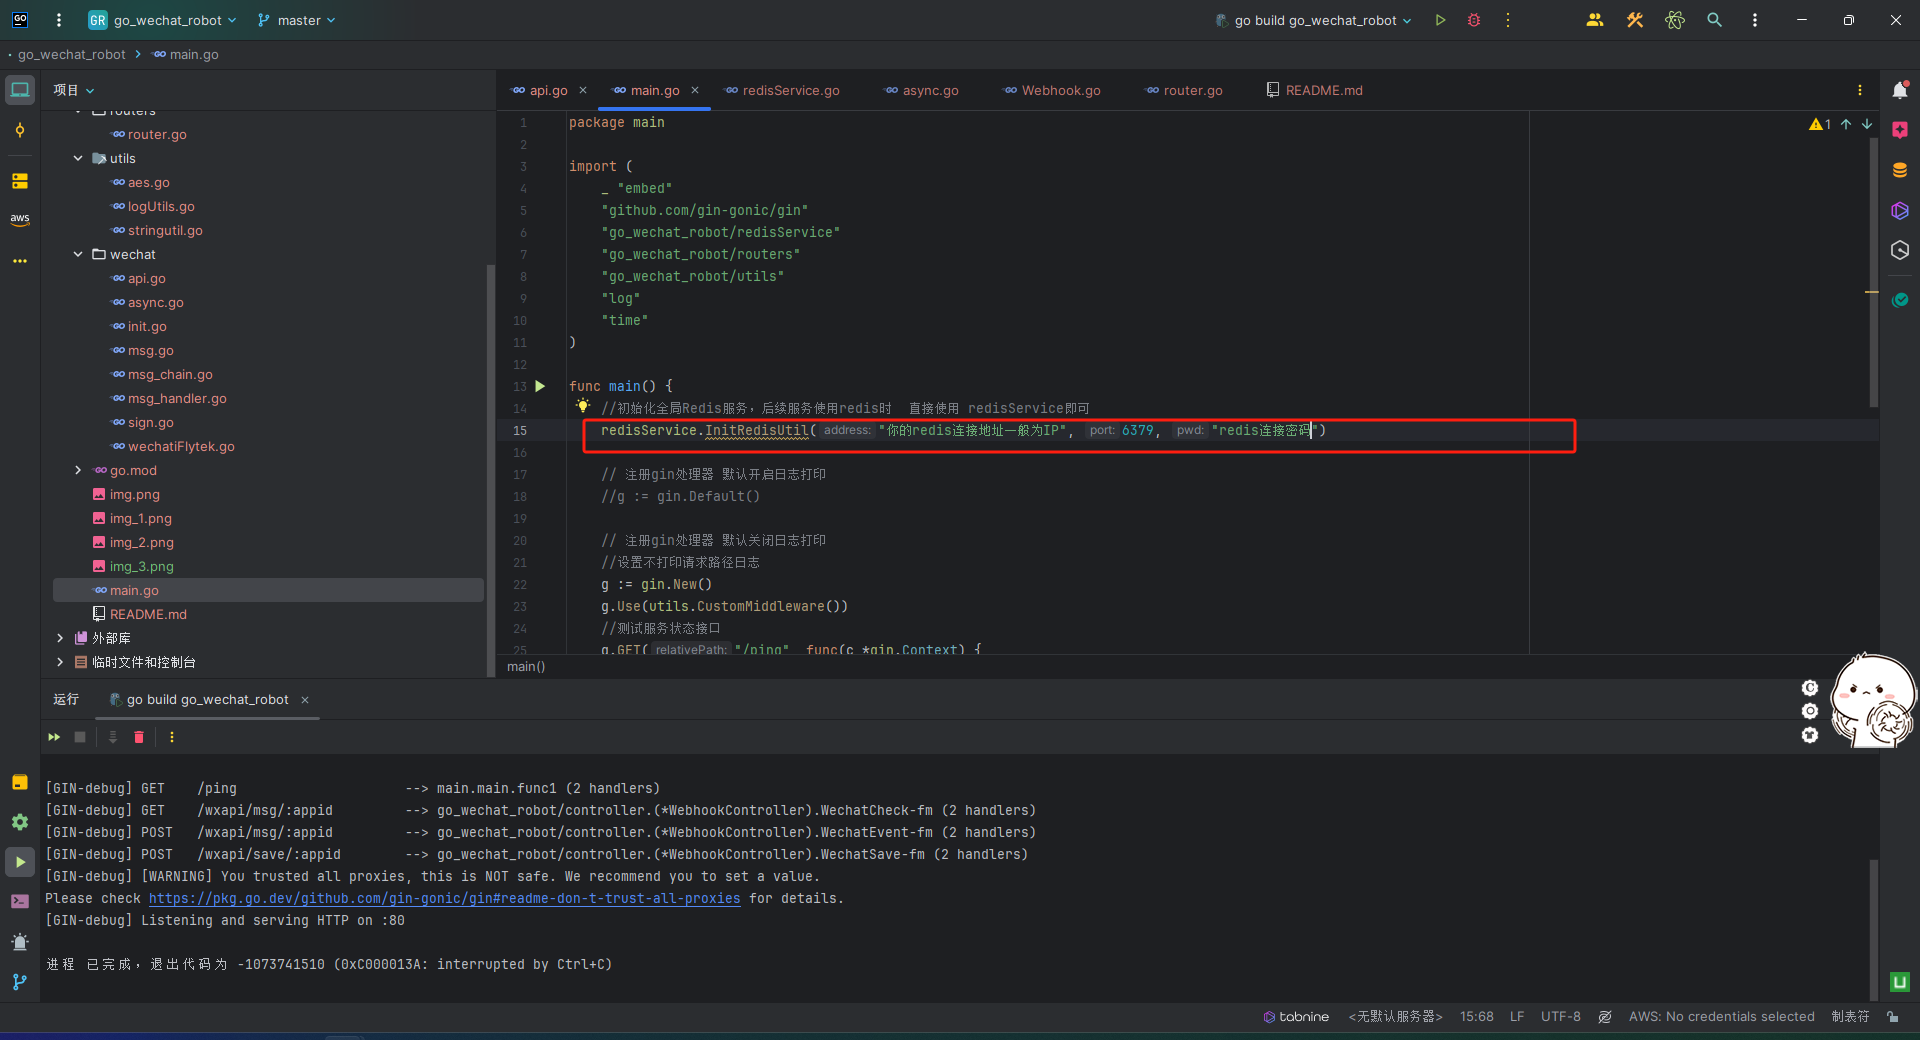 GO
GR go_wechat_robot master go build go_wechat_robot
go_wechat_robot > main.go
项目
api.go main.go redisService.go async.go Webhook.go router.go README.md
routers
router.go
utils
aes.go
logUtils.go
stringutil.go
wechat
api.go
async.go
init.go
msg.go
msg_chain.go
msg_handler.go
sign.go
wechatiFlytek.go
go.mod
img.png
img_1.png
img_2.png
img_3.png
main.go
README.md
外部库
临时文件和控制台
aws
1
1 package main
2
3 import (
4 _ "embed"
5 "github.com/gin-gonic/gin"
6 "go_wechat_robot/redisService"
7 "go_wechat_robot/routers"
8 "go_wechat_robot/utils"
9 "log"
10 "time"
11 )
12
13 func main() {
14 //初始化全局Redis服务，后续服务使用redis时 直接使用 redisService即可
15 redisService.InitRedisUtil( address: "你的redis连接地址一般为IP", port: 6379, pwd: "redis连接密码")
16
17 // 注册gin处理器 默认开启日志打印
18 //g := gin.Default()
19
20 // 注册gin处理器 默认关闭日志打印
21 //设置不打印请求路径日志
22 g := gin.New()
23 g.Use(utils.CustomMiddleware())
24 //测试服务状态接口
25 g.GET( relativePath: "/ping", func(c *gin.Context) {
main()
运行 go build go_wechat_robot
[GIN-debug] GET /ping --> main.main.func1 (2 handlers)
[GIN-debug] GET /wxapi/msg/:appid --> go_wechat_robot/controller.(*WebhookController).WechatCheck-fm (2 handlers)
[GIN-debug] POST /wxapi/msg/:appid --> go_wechat_robot/controller.(*WebhookController).WechatEvent-fm (2 handlers)
[GIN-debug] POST /wxapi/save/:appid --> go_wechat_robot/controller.(*WebhookController).WechatSave-fm (2 handlers)
[GIN-debug] [WARNING] You trusted all proxies, this is NOT safe. We recommend you to set a value.
Please check https://pkg.go.dev/github.com/gin-gonic/gin#readme-don-t-trust-all-proxies for details.
[GIN-debug] Listening and serving HTTP on :80
进程 已完成，退出代码为 -1073741510 (0xC000013A: interrupted by Ctrl+C)
tabnine <无默认服务器> 15:68 LF UTF-8 AWS: No credentials selected 制表符